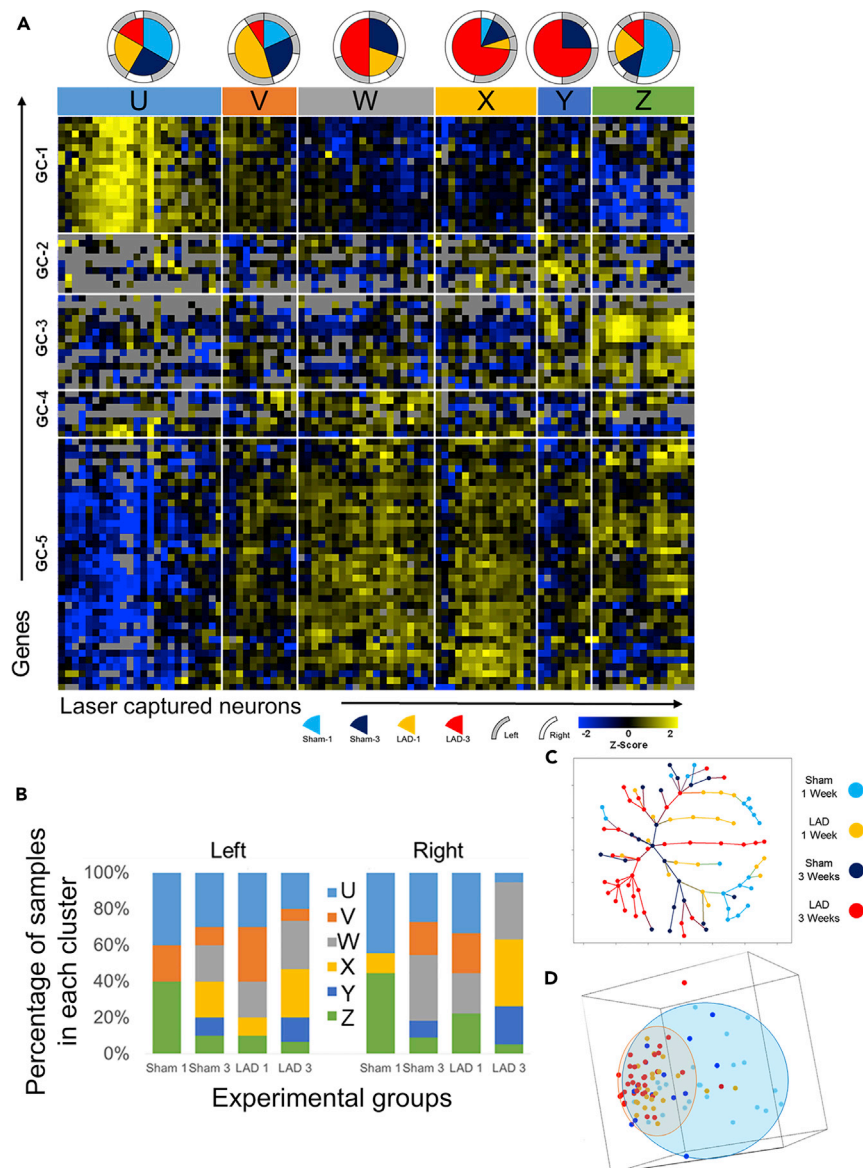 A
U V W X Y Z
GC-1
GC-2
GC-3
GC-4
GC-5
Genes
Laser captured neurons
Sham-1
Sham-3
LAD-1
LAD-3
Left
Right
-2 0 2
Z-Score
B
Left
Right
100%
80%
60%
40%
20%
0%
U
V
W
X
Y
Z
Sham 1 Sham 3 LAD 1 LAD 3
Sham 1 Sham 3 LAD 1 LAD 3
Percentage of samples
in each cluster
Experimental groups
C
Sham
1 Week
LAD
1 Week
Sham
3 Weeks
LAD
3 Weeks
D